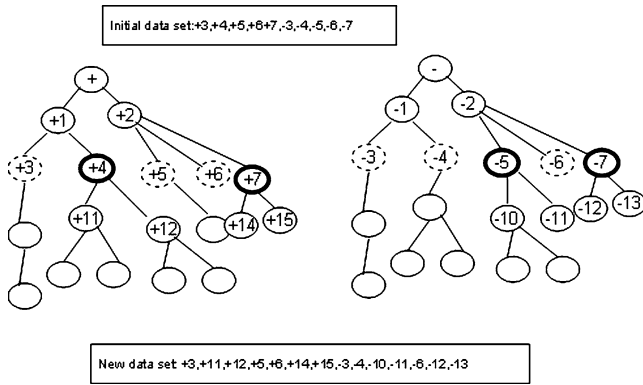 Initial data set:+3,+4,+5,+6+7,-3,-4,-5,-6,-7
+ -
+1 +2 -1 -2
+3 +4 +5 +6 +7 -3 -4 -5 -6 -7
+11 +12 +14 +15 -10 -11 -12 -13
New data set: +3,+11,+12,+5,+6,+14,+15,-3,-4,-10,-11,-6,-12,-13